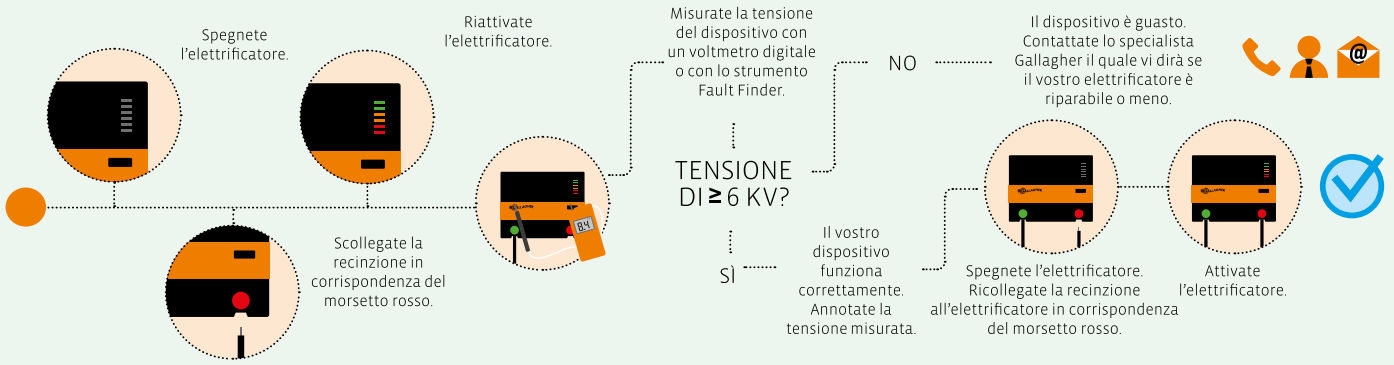 Spegnete
l'elettrificatore.
Scollegate la
recinzione in
corrispondenza del
morsetto rosso.
Riattivate
l'elettrificatore.
8.4
Misurate la tensione
del dispositivo con
un voltmetro digitale
o con lo strumento
Fault Finder.
TENSIONE
DI ≥ 6 KV?
NO
Il dispositivo è guasto.
Contattate lo specialista
Gallagher il quale vi dirà se
il vostro elettrificatore è
riparabile o meno.
@
SÌ
Il vostro
dispositivo
funziona
correttamente.
Annotate la
tensione misurata.
GALLAGHER
Spegnete l'elettrificatore.
Ricollegate la recinzione
all'elettrificatore in corrispondenza
del morsetto rosso.
GALLAGHER
Attivate
l'elettrificatore.